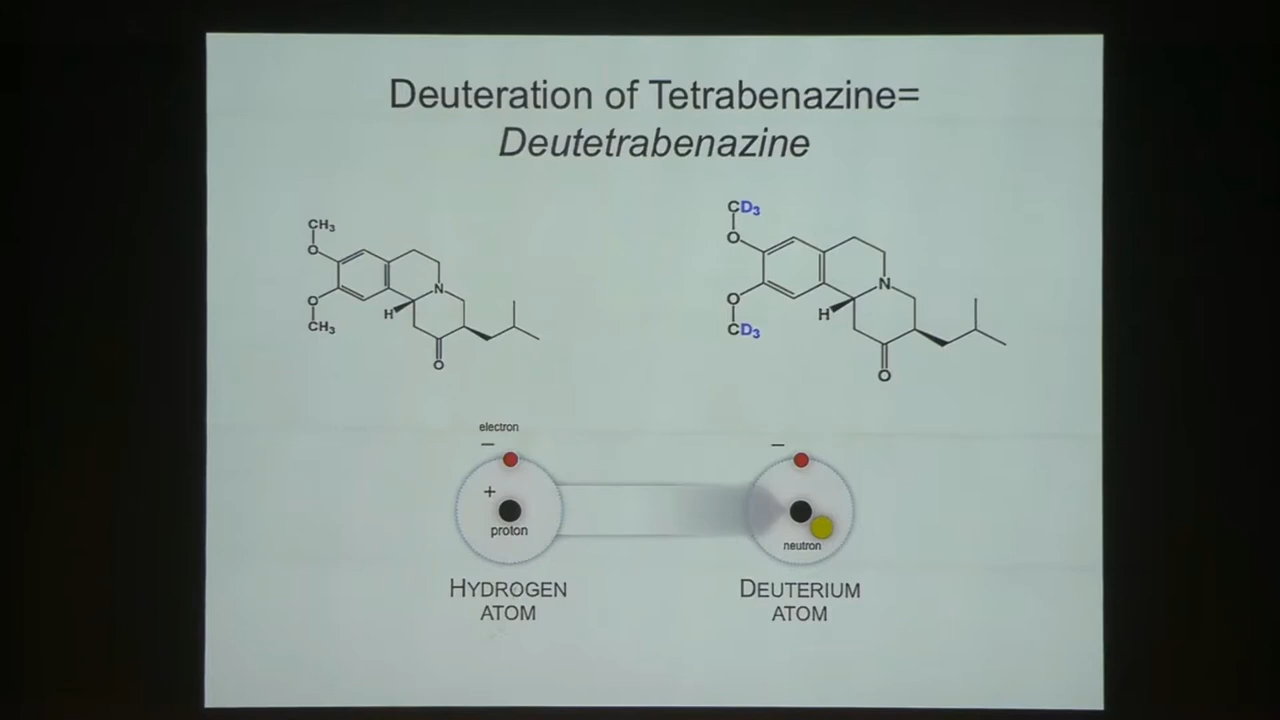 Deuteration of Tetrabenazine=
Deutetrabenazine
CH3
O
O
CH3
N
H
O
CD3
O
O
CD3
N
H
O
electron
−
+
proton
−
neutron
HYDROGEN
ATOM
DEUTERIUM
ATOM